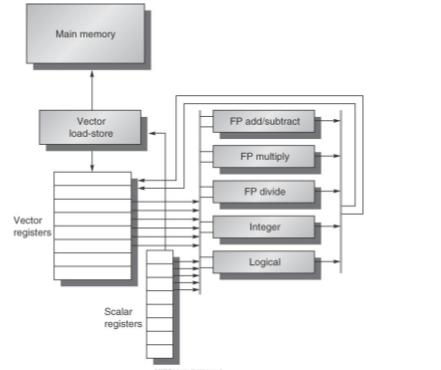 Main memory
Vector
load-store
FP add/subtract
FP multiply
FP divide
Integer
Logical
Vector
registers
Scalar
registers